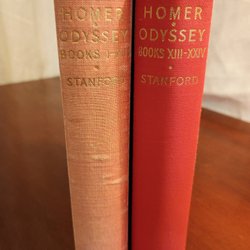 HOMER
ODYSSEY
BOOKS I-XII
STANFORD
HOMER
ODYSSEY
BOOKS XIII-XXIV
STANFORD